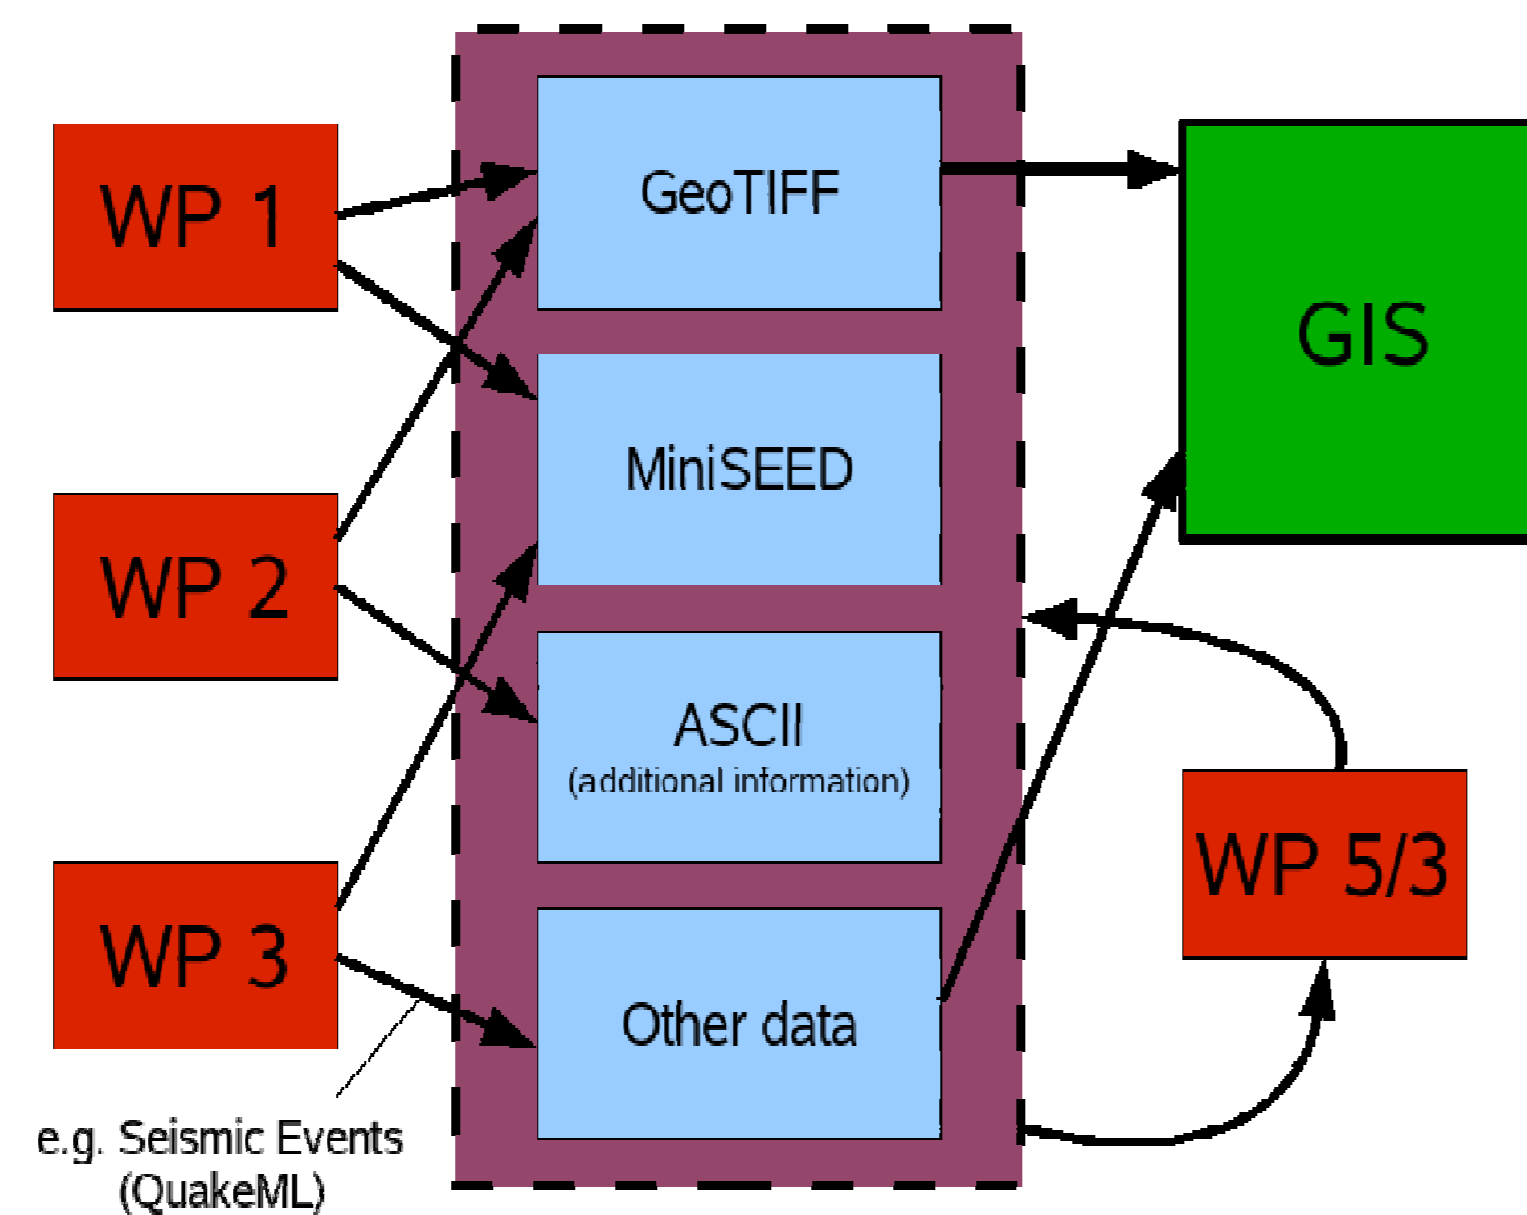 WP 1
WP 2
WP 3
e.g. Seismic Events
(QuakeML)
GeoTIFF
MiniSEED
ASCII
(additional information)
Other data
GIS
WP 5/3